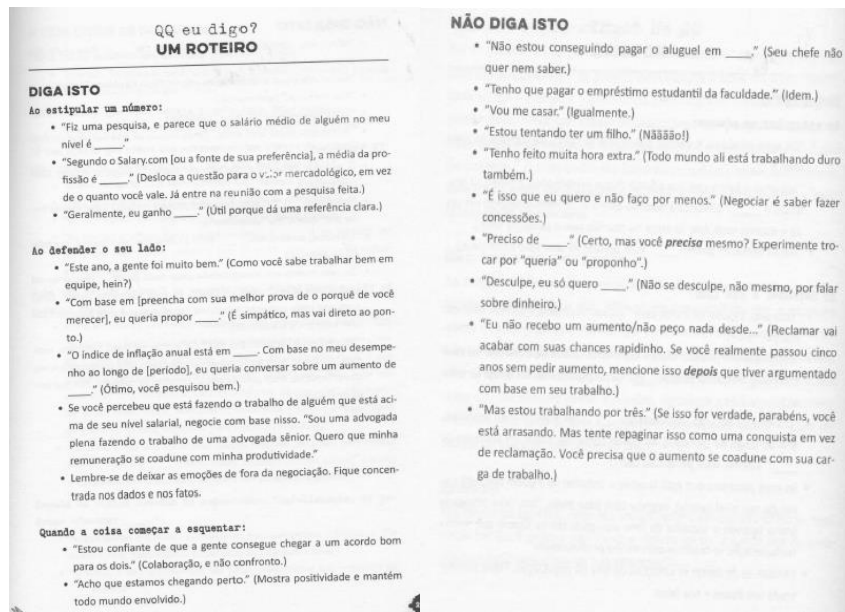 QQ eu digo?
UM ROTEIRO
DIGA ISTO
Ao estipular um número:
• “Fiz uma pesquisa, e parece que o salário médio de alguém no meu
nível é _____.”
• “Segundo o Salary.com [ou a fonte de sua preferência], a média da pro-
fissão é _____.” (Desloca a questão para o valor mercadológico, em vez
de o quanto você vale. Já entre na reunião com a pesquisa feita.)
• “Geralmente, eu ganho ____.” (Útil porque dá uma referência clara.)
Ao defender o seu lado:
• “Este ano, a gente foi muito bem.” (Como você sabe trabalhar bem em
equipe, hein?)
• “Com base em [preencha com sua melhor prova de o porquê de você
merecer], eu queria propor ____.” (É simpático, mas vai direto ao pon-
to.)
• “O índice de inflação anual está em ____. Com base no meu desempe-
nho ao longo de [período], eu queria conversar sobre um aumento de
____.” (Ótimo, você pesquisou bem.)
• Se você percebeu que está fazendo o trabalho de alguém que está aci-
ma de seu nível salarial, negocie com base nisso. “Sou uma advogada
plena fazendo o trabalho de uma advogada sênior. Quero que minha
remuneração se coadune com minha produtividade.”
• Lembre-se de deixar as emoções de fora da negociação. Fique concen-
trada nos dados e nos fatos.
Quando a coisa começar a esquentar:
• “Estou confiante de que a gente consegue chegar a um acordo bom
para os dois.” (Colaboração, e não confronto.)
• “Acho que estamos chegando perto.” (Mostra positividade e mantém
todo mundo envolvido.)
NÃO DIGA ISTO
• “Não estou conseguindo pagar o aluguel em ____.” (Seu chefe não
quer nem saber.)
• “Tenho que pagar o empréstimo estudantil da faculdade.” (Idem.)
• “Vou me casar.” (Igualmente.)
• “Estou tentando ter um filho.” (Nããããão!)
• “Tenho feito muita hora extra.” (Todo mundo ali está trabalhando duro
também.)
• “É isso que eu quero e não faço por menos.” (Negociar é saber fazer
concessões.)
• “Preciso de ____.” (Certo, mas você precisa mesmo? Experimente tro-
car por “queria” ou “proponho”.)
• “Desculpe, eu só quero ____.” (Não se desculpe, não mesmo, por falar
sobre dinheiro.)
• “Eu não recebo um aumento/não peço nada desde...” (Reclamar vai
acabar com suas chances rapidinho. Se você realmente passou cinco
anos sem pedir aumento, mencione isso depois que tiver argumentado
com base em seu trabalho.)
• “Mas estou trabalhando por três.” (Se isso for verdade, parabéns, você
está arrasando. Mas tente repaginar isso como uma conquista em vez
de reclamação. Você precisa que o aumento se coadune com sua car-
ga de trabalho.)